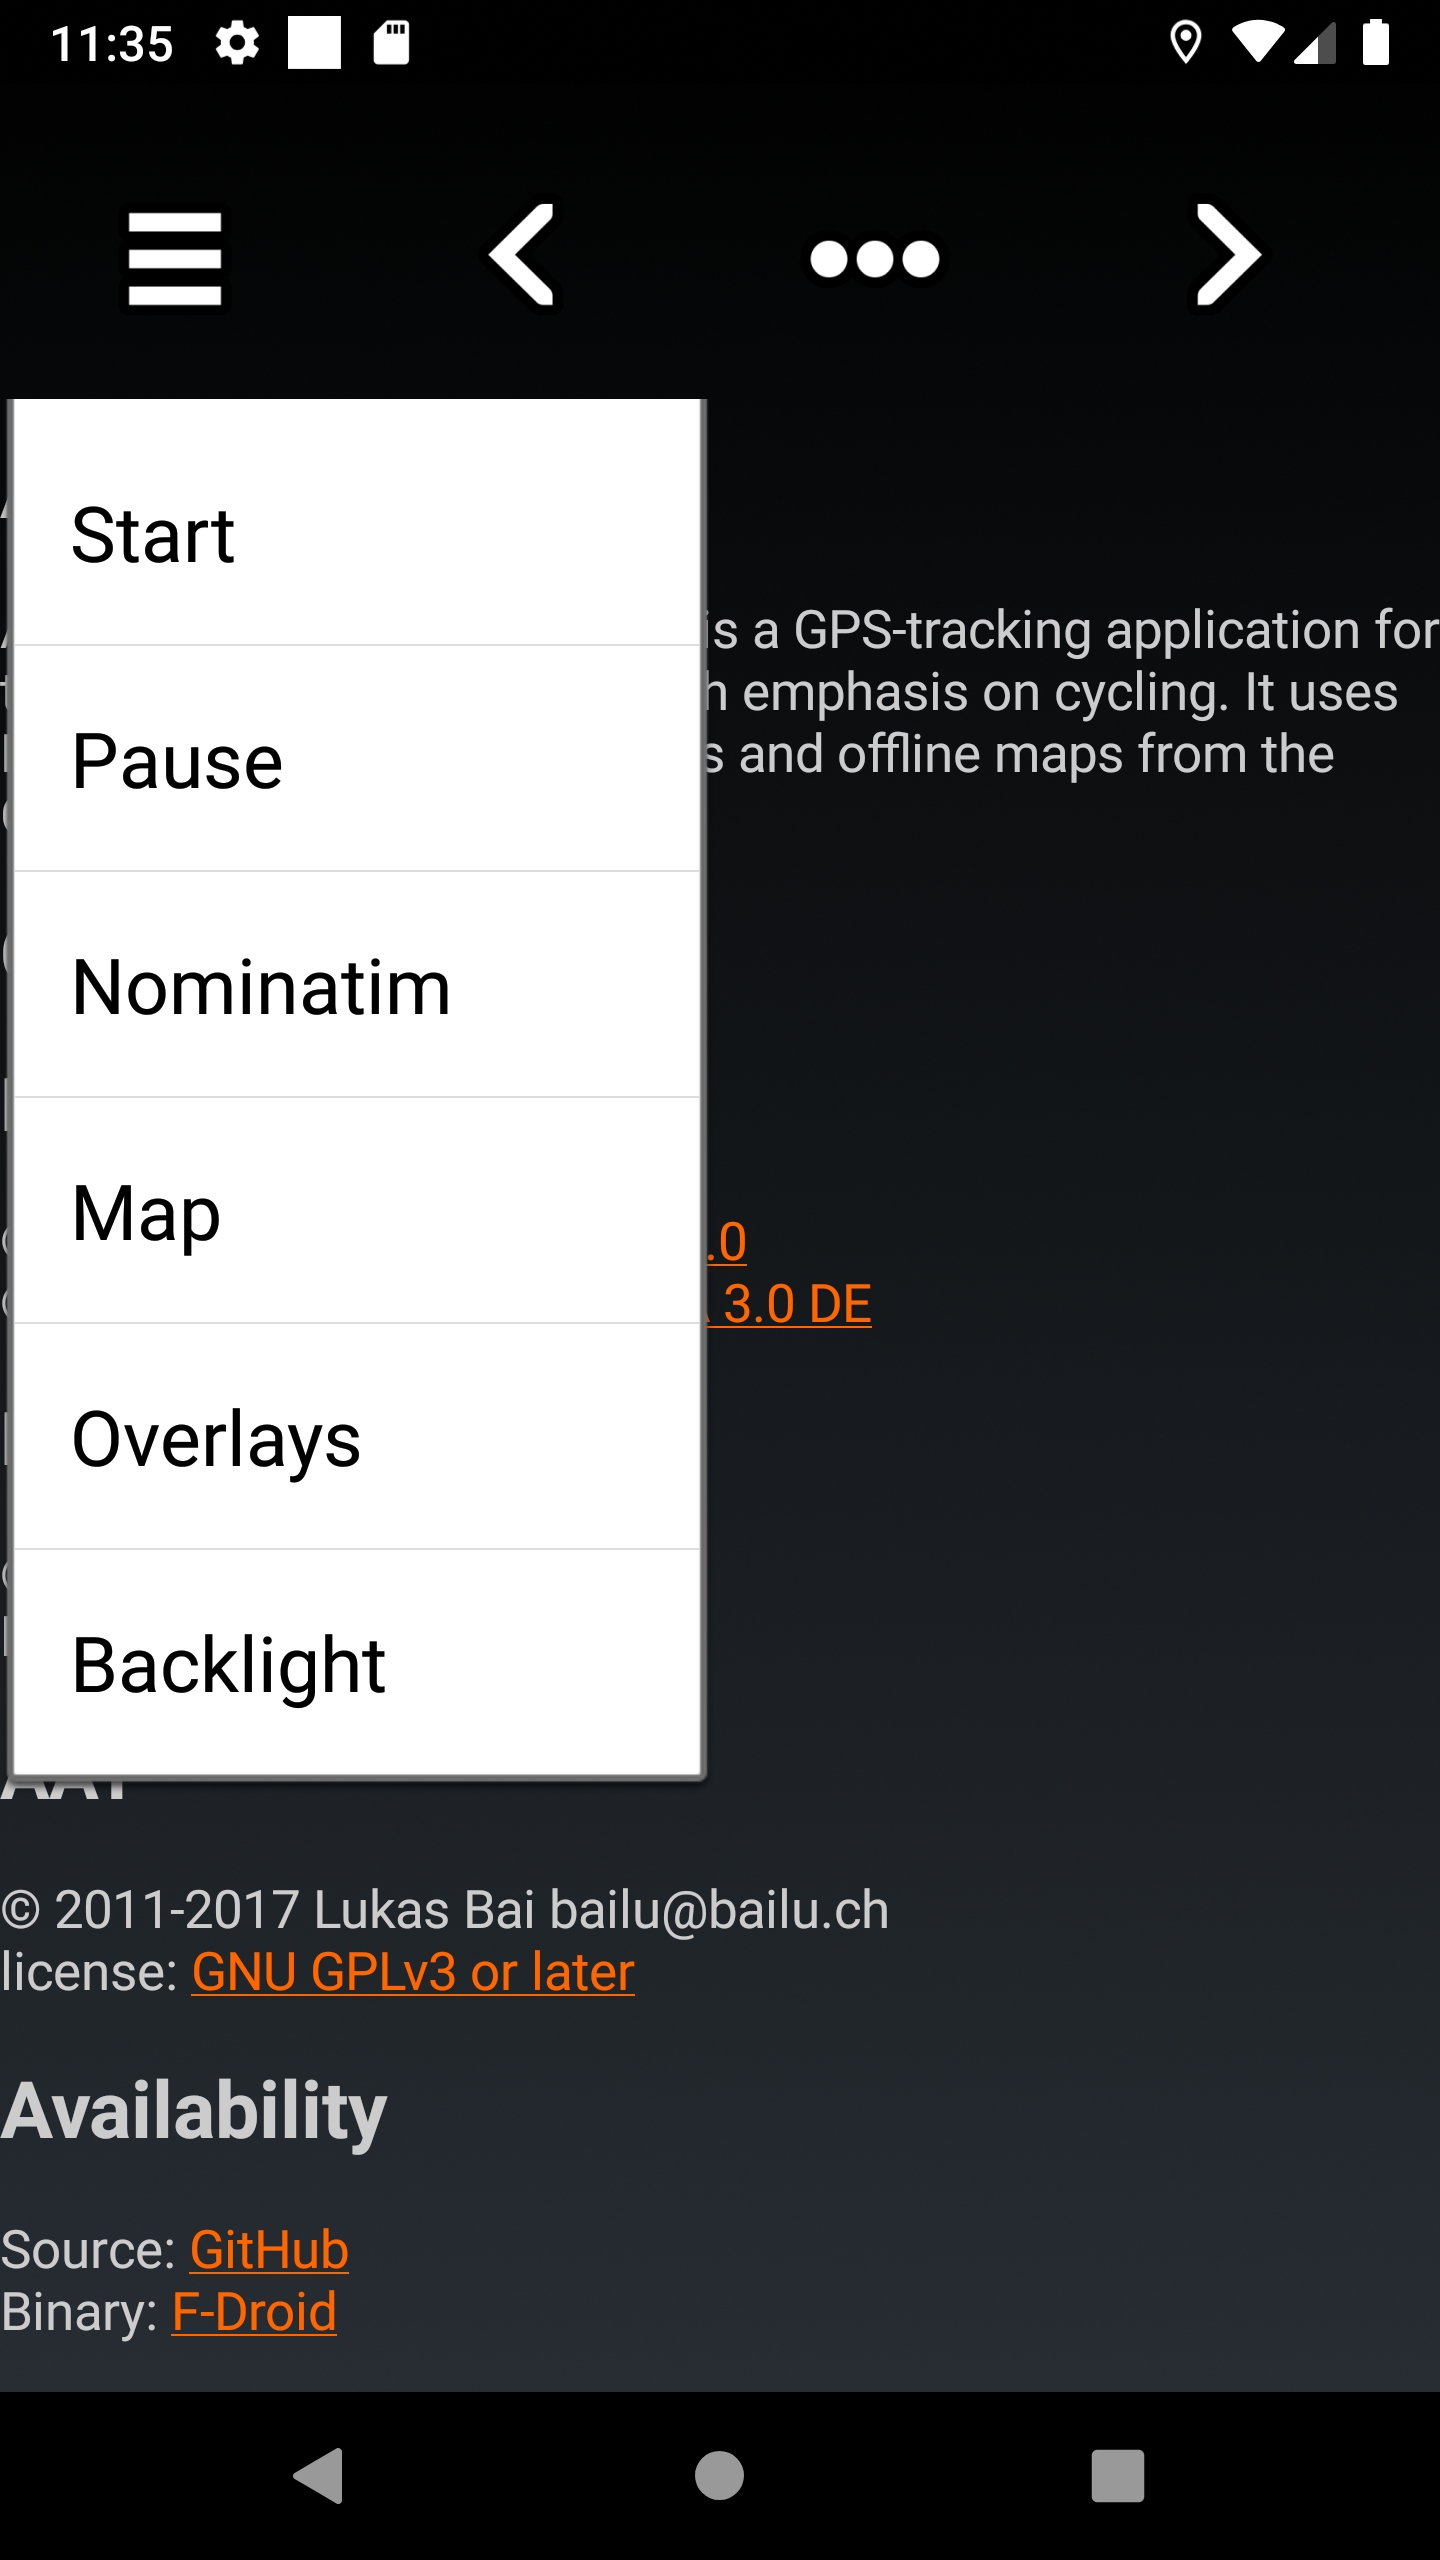 11:35
Start
Pause
Nominatim
Map
Overlays
Backlight
is a GPS-tracking application for
emphasis on cycling. It uses
and offline maps from the
.0
3.0 DE
AAT
© 2011-2017 Lukas Bai bailu@bailu.ch
license: GNU GPLv3 or later
Availability
Source: GitHub
Binary: F-Droid